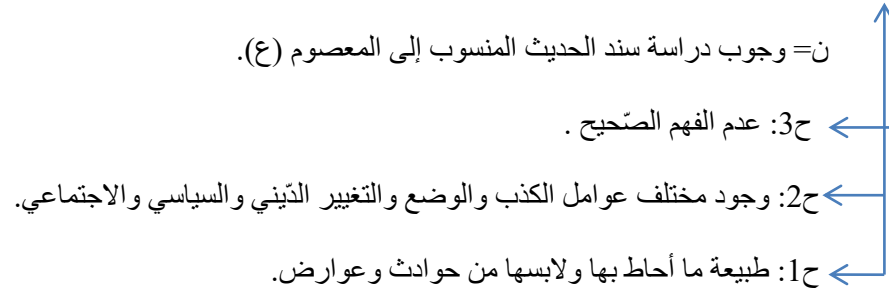 ن= وجوب دراسة سند الحديث المنسوب إلى المعصوم (ع).
ح3: عدم الفهم الصّحيح .
ح2: وجود مختلف عوامل الكذب والوضع والتغيير الدّيني والسياسي والاجتماعي.
ح1: طبيعة ما أحاط بها ولابسها من حوادث وعوارض.